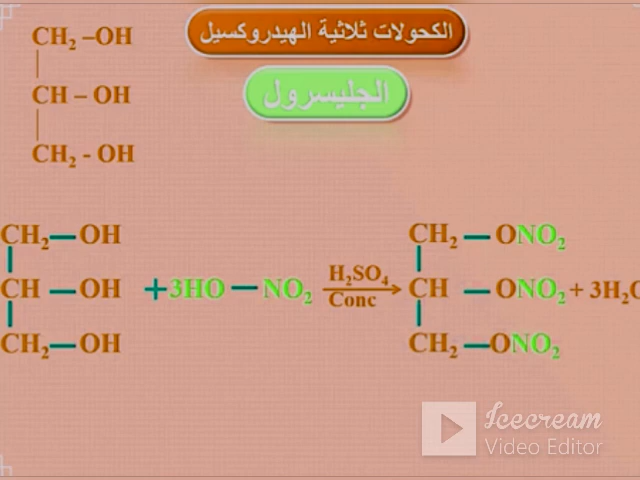 الكحولات ثلاثية الهيدروكسيل
الجليسرول
CH₂ –OH
CH – OH
CH₂ - OH
CH₂ — OH
CH — OH
CH₂ — OH
+ 3HO — NO₂
H₂SO₄
Conc
CH₂ — ONO₂
CH — ONO₂ + 3H₂O
CH₂ — ONO₂
Icecream
Video Editor